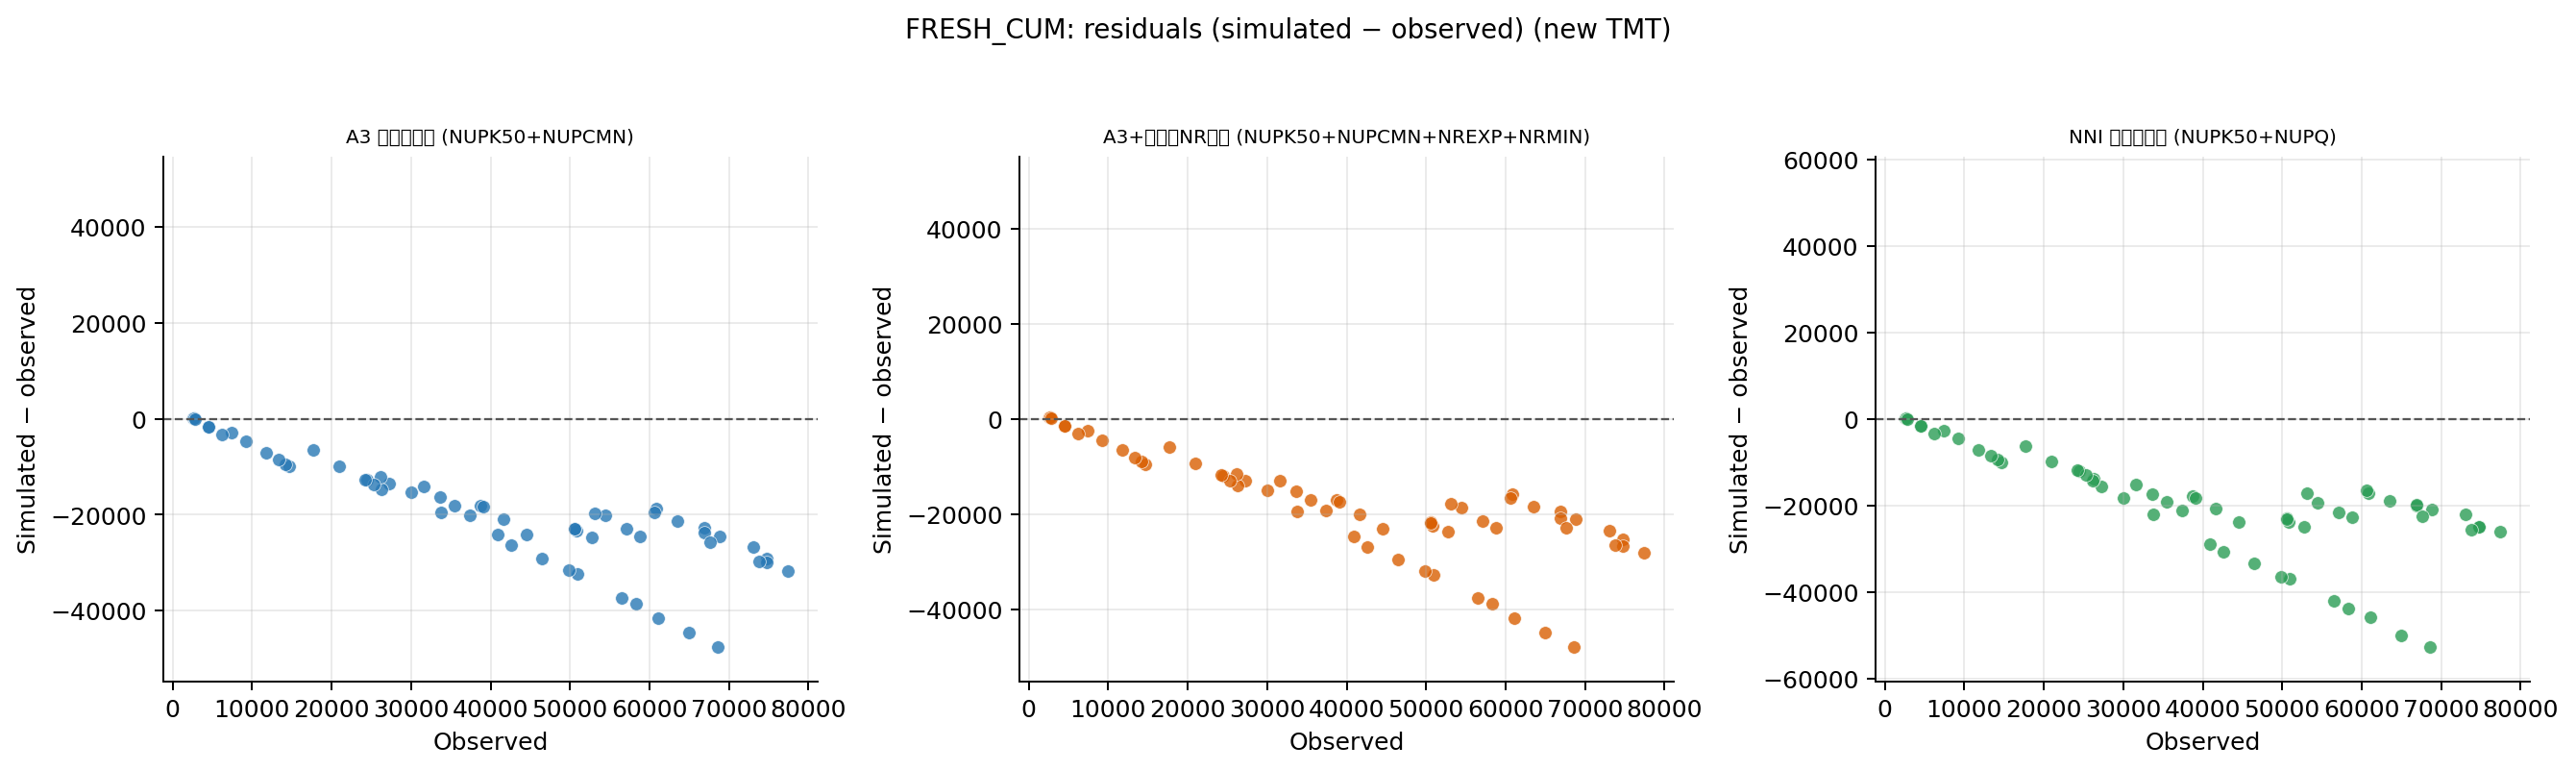 FRESH_CUM: residuals (simulated − observed) (new TMT)
A3 (NUPK50+NUPCMN)
40000
20000
0
−20000
−40000
Simulated − observed
0 10000 20000 30000 40000 50000 60000 70000 80000
Observed
A3+ NR (NUPK50+NUPCMN+NREXP+NRMIN)
40000
20000
0
−20000
−40000
Simulated − observed
0 10000 20000 30000 40000 50000 60000 70000 80000
Observed
NNI (NUPK50+NUPQ)
60000
40000
20000
0
−20000
−40000
−60000
Simulated − observed
0 10000 20000 30000 40000 50000 60000 70000 80000
Observed